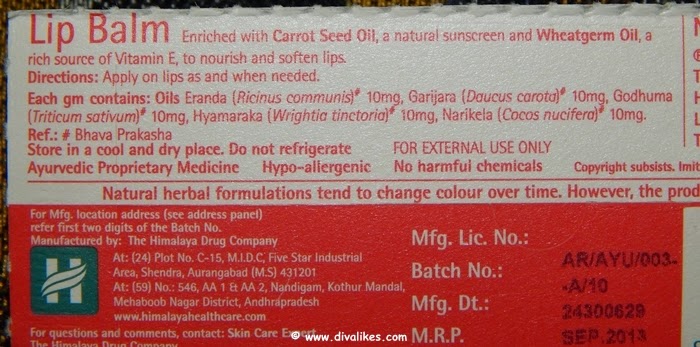 Lip Balm Enriched with Carrot Seed Oil, a natural sunscreen and Wheatgerm Oil, a
rich source of Vitamin E, to nourish and soften lips.
Directions: Apply on lips as and when needed.
Each gm contains: Oils Eranda (Ricinus communis)# 10mg, Garijara (Daucus carota)# 10mg, Godhuma
(Triticum sativum)# 10mg, Hyamaraka (Wrightia tinctoria)# 10mg, Narikela (Cocos nucifera)# 10mg.
Ref.: # Bhava Prakasha
Store in a cool and dry place. Do not refrigerate FOR EXTERNAL USE ONLY
Ayurvedic Proprietary Medicine Hypo-allergenic No harmful chemicals Copyright subsists. Imit
Natural herbal formulations tend to change colour over time. However, the prod
For Mfg. location address (see address panel)
refer first two digits of the Batch No.
Manufactured by: The Himalaya Drug Company
At: (24) Plot No. C-15, M.I.D.C, Five Star Industrial
Area, Shendra, Aurangabad (M.S) 431201
At: (59) No.: 546, AA 1 & AA 2, Nandigam, Kothur Mandal,
Mehaboob Nagar District, Andhrapradesh
www.himalayahealthcare.com
For questions and comments, contact: Skin Care Expert
The Himalaya Drug Company
H
Mfg. Lic. No.: AR/AYU/003-
-A/10
Batch No.: 24300629
Mfg. Dt.: SEP.2013
M.R.P.
© www.divalikes.com